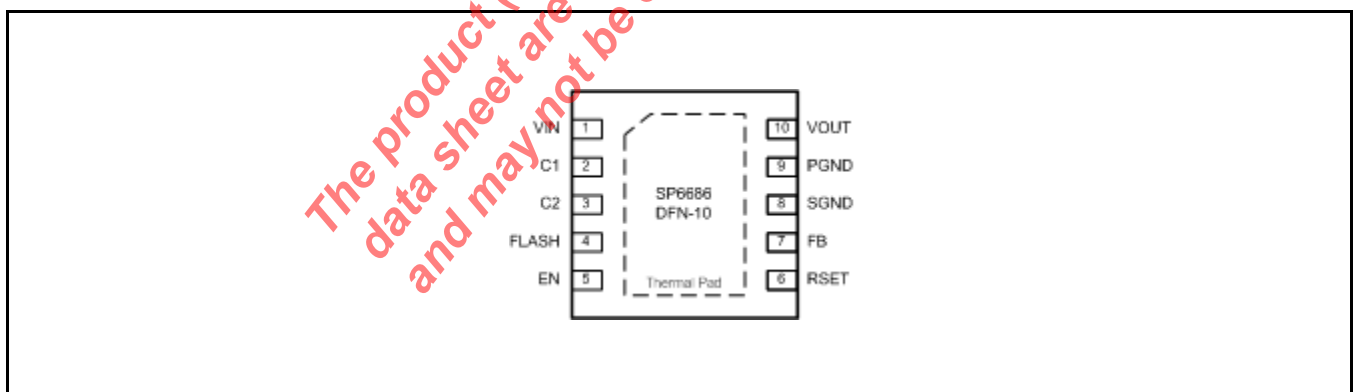 The product (
data sheet are
and may not be
VIN 1
C1 2
C2 3
FLASH 4
EN 5
SP6686
DFN-10
Thermal Pad
10 VOUT
9 PGND
8 SGND
7 FB
6 RSET